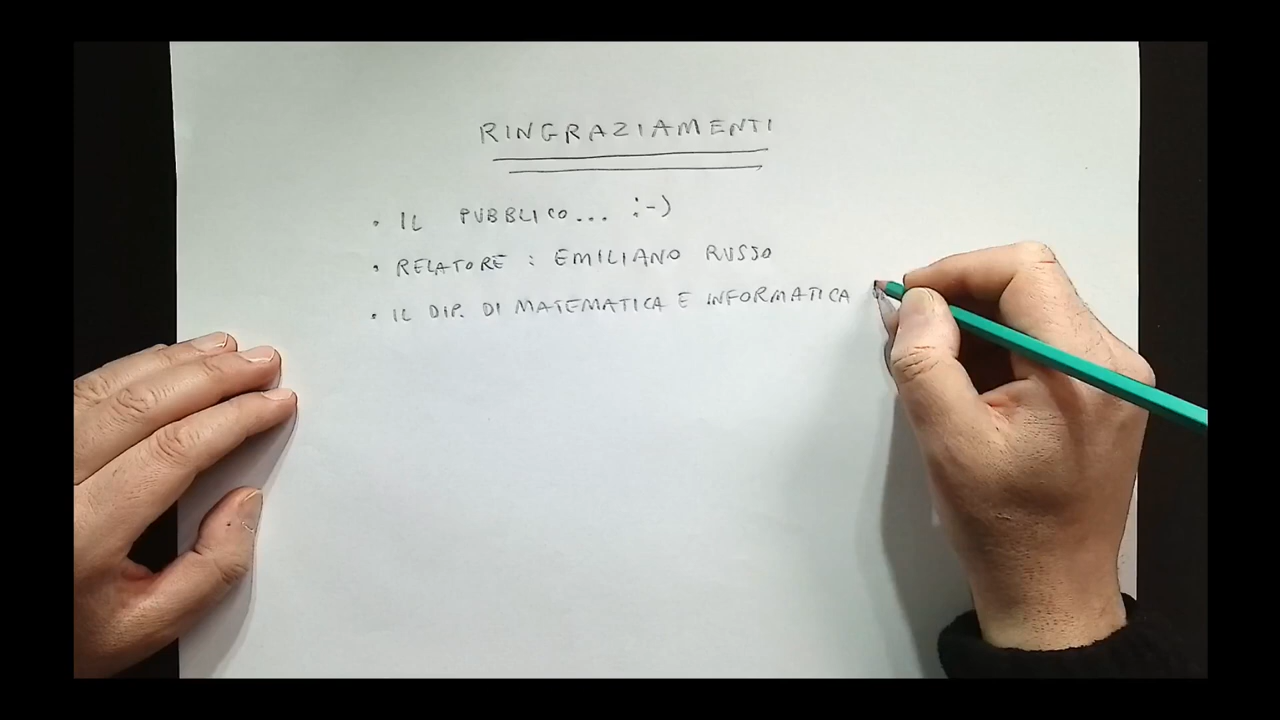 RINGRAZIAMENTI
• IL PUBBLICO... :-)
• RELATORE : EMILIANO RUSSO
• IL DIP. DI MATEMATICA E INFORMATICA